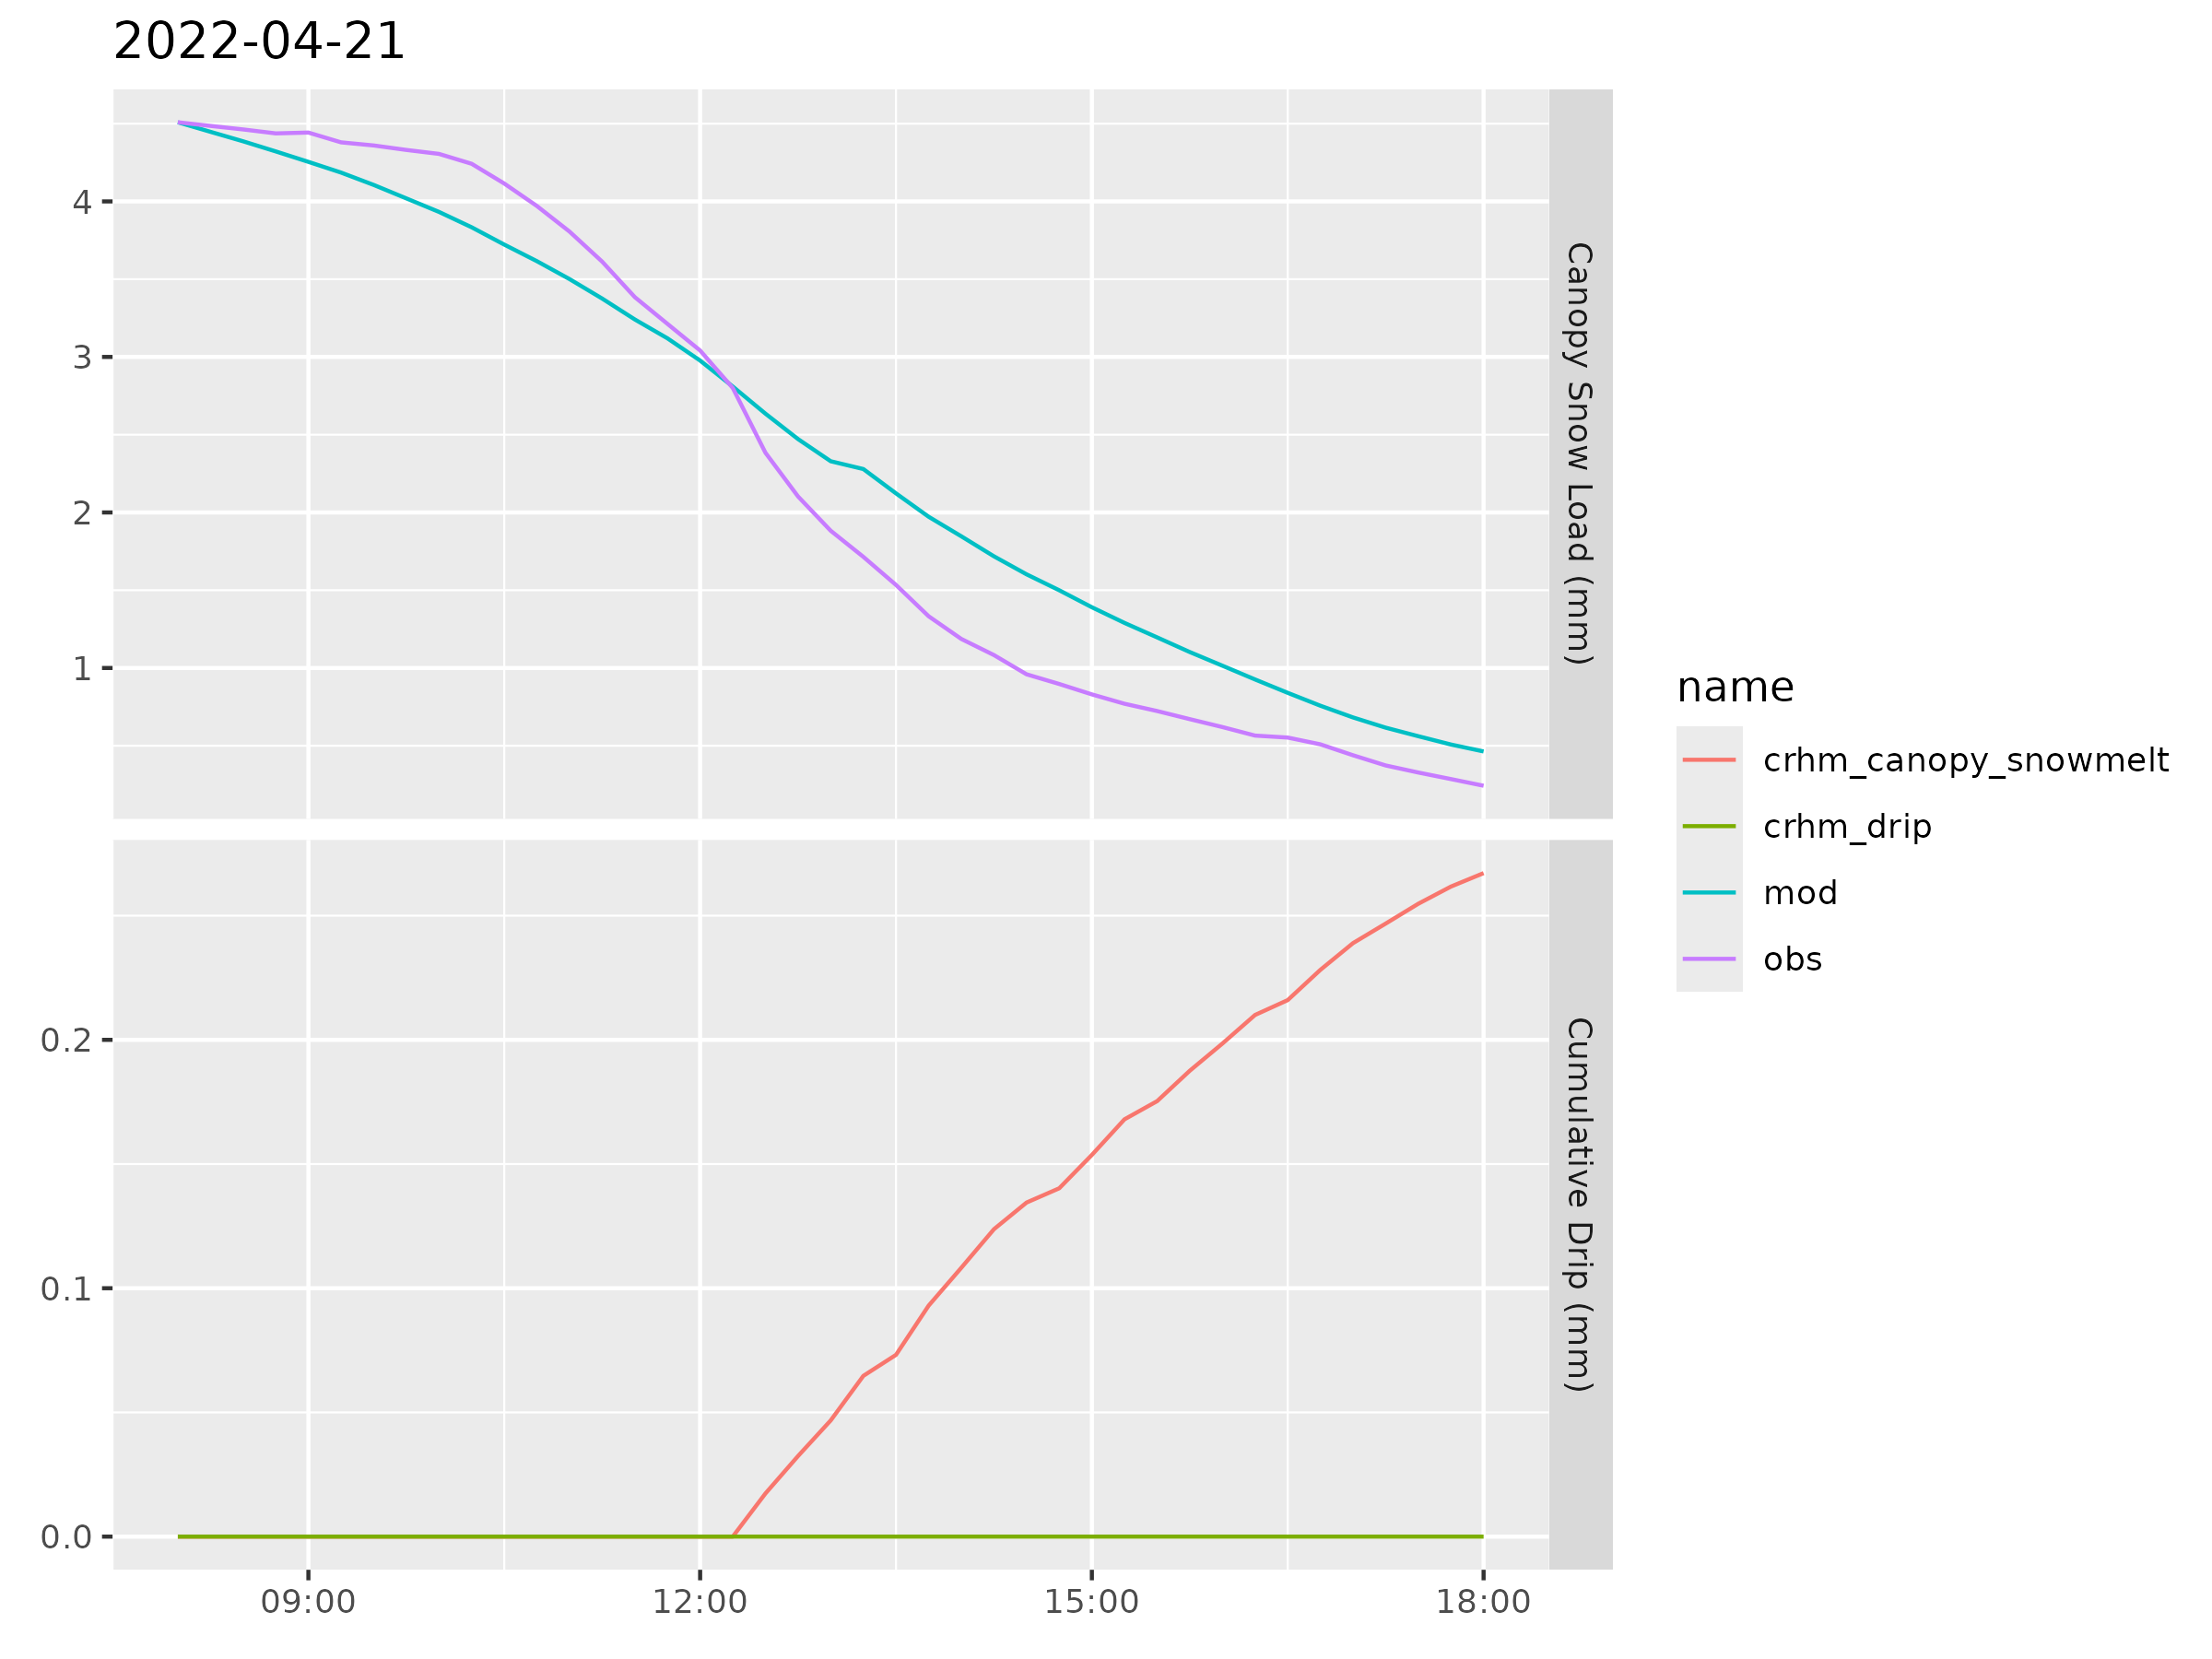 2022-04-21
4
3
2
1
Canopy Snow Load (mm)
0.2
0.1
0.0
Cumulative Drip (mm)
09:00 12:00 15:00 18:00
name
crhm_canopy_snowmelt
crhm_drip
mod
obs